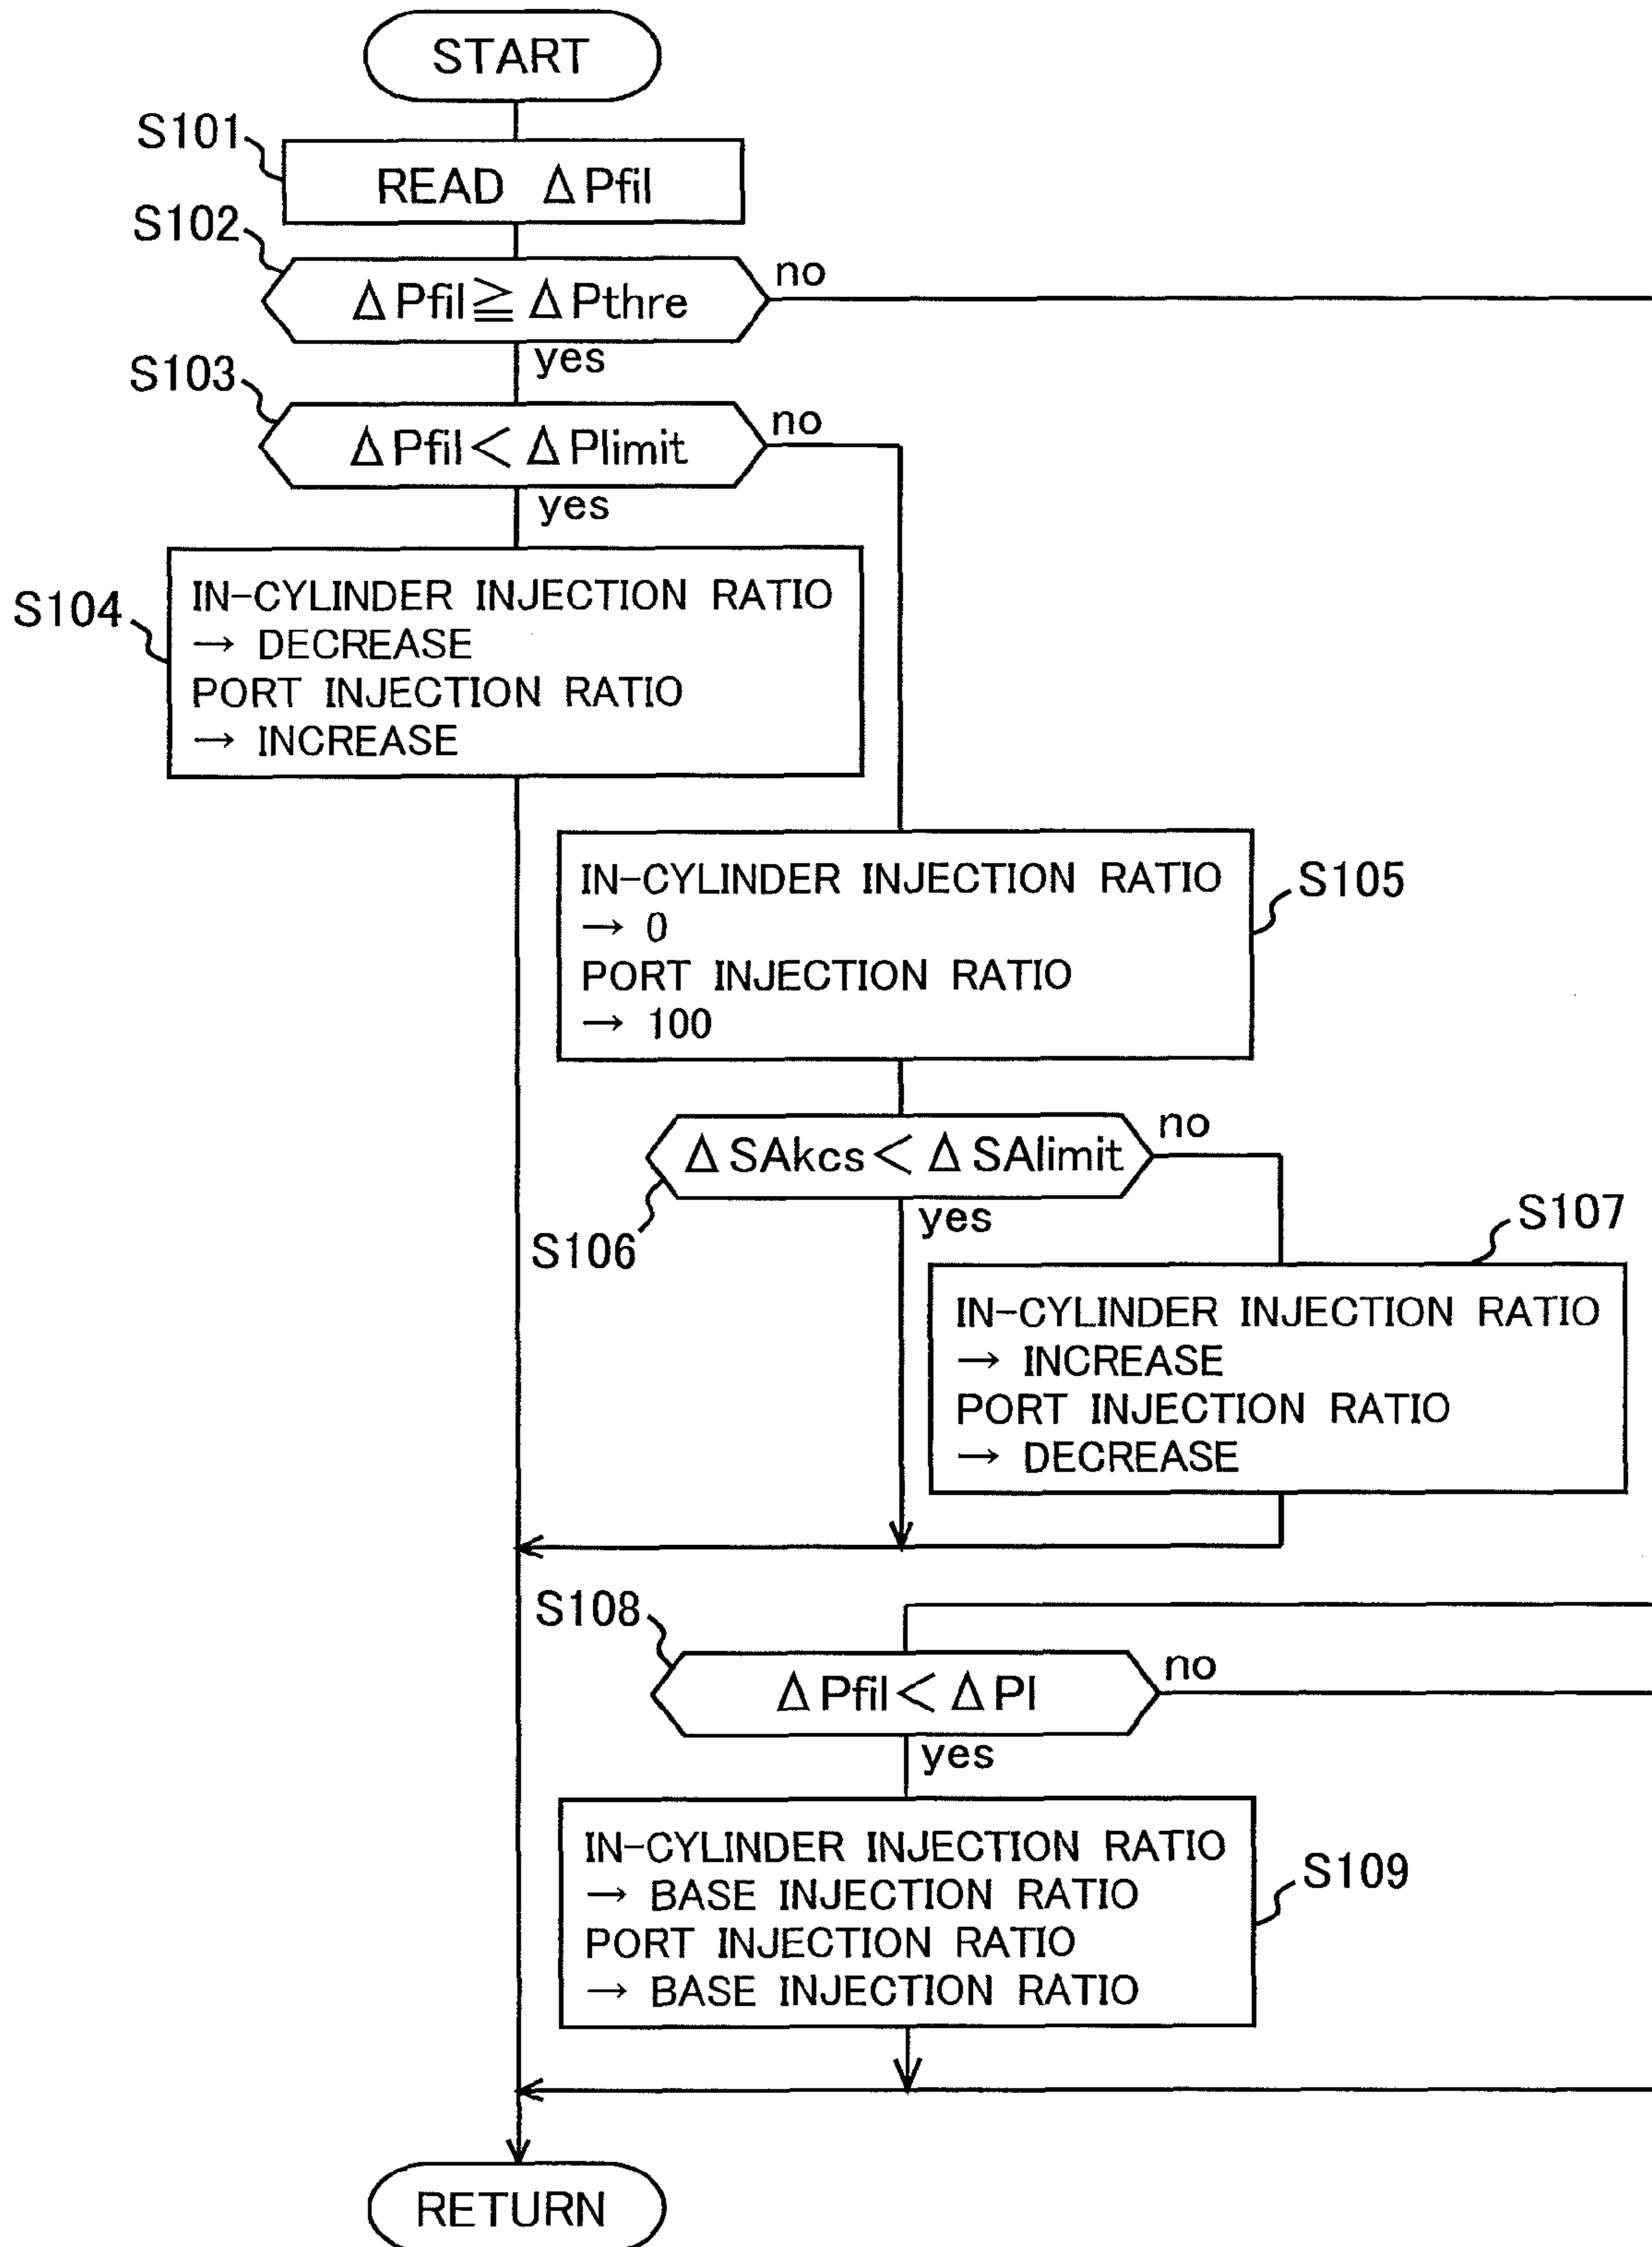 START
S101
READ ΔPfil
S102
ΔPfil≧ΔPthre
no
yes
S103
ΔPfil<ΔPlimit
no
yes
S104
IN-CYLINDER INJECTION RATIO
→ DECREASE
PORT INJECTION RATIO
→ INCREASE
S105
IN-CYLINDER INJECTION RATIO
→ 0
PORT INJECTION RATIO
→ 100
ΔSAkcs<ΔSAlimit
no
yes
S106
S107
IN-CYLINDER INJECTION RATIO
→ INCREASE
PORT INJECTION RATIO
→ DECREASE
S108
ΔPfil<ΔPl
no
yes
IN-CYLINDER INJECTION RATIO
→ BASE INJECTION RATIO
PORT INJECTION RATIO
→ BASE INJECTION RATIO
S109
RETURN